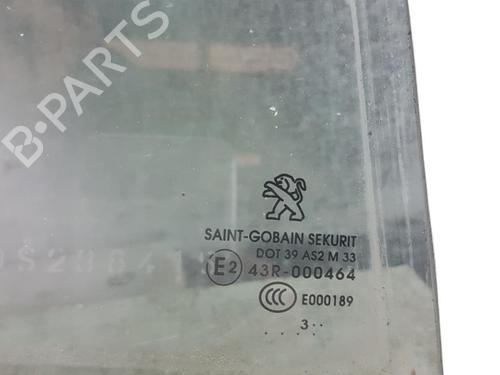 B-PARTS
SAINT-GOBAIN SEKURIT
DOT 39 AS2 M 33
E2 43R-000464
CCC E000189
. . . . 3 . .